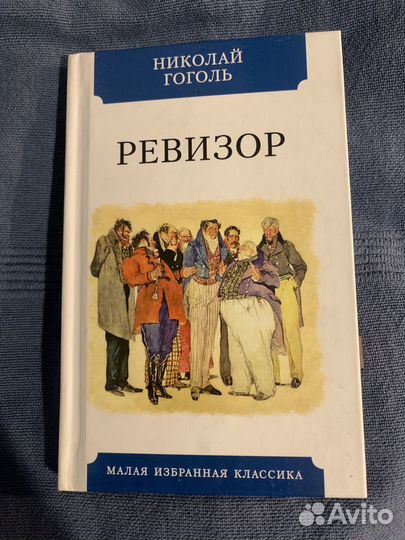 НИКОЛАЙ
ГОГОЛЬ
РЕВИЗОР
МАЛАЯ ИЗБРАННАЯ КЛАССИКА
Avito